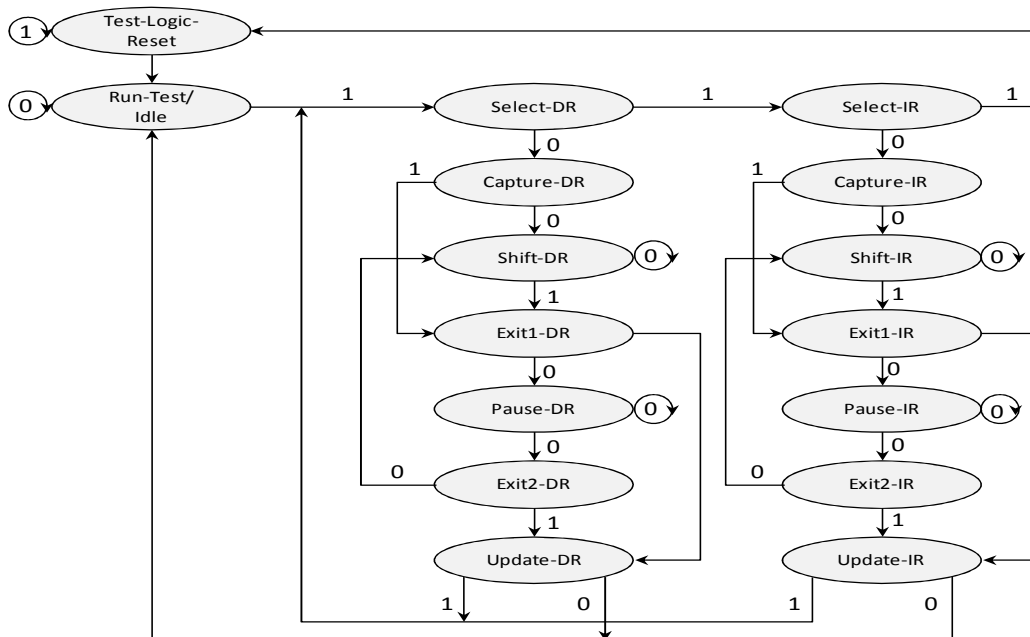 Test-Logic-
Reset
1
Run-Test/
Idle
0
1
Select-DR
1
Select-IR
1
0
0
1
Capture-DR
1
Capture-IR
0
0
Shift-DR
0
Shift-IR
0
1
1
Exit1-DR
Exit1-IR
0
0
Pause-DR
0
Pause-IR
0
0
0
0
Exit2-DR
0
Exit2-IR
1
1
Update-DR
Update-IR
1
0
1
0